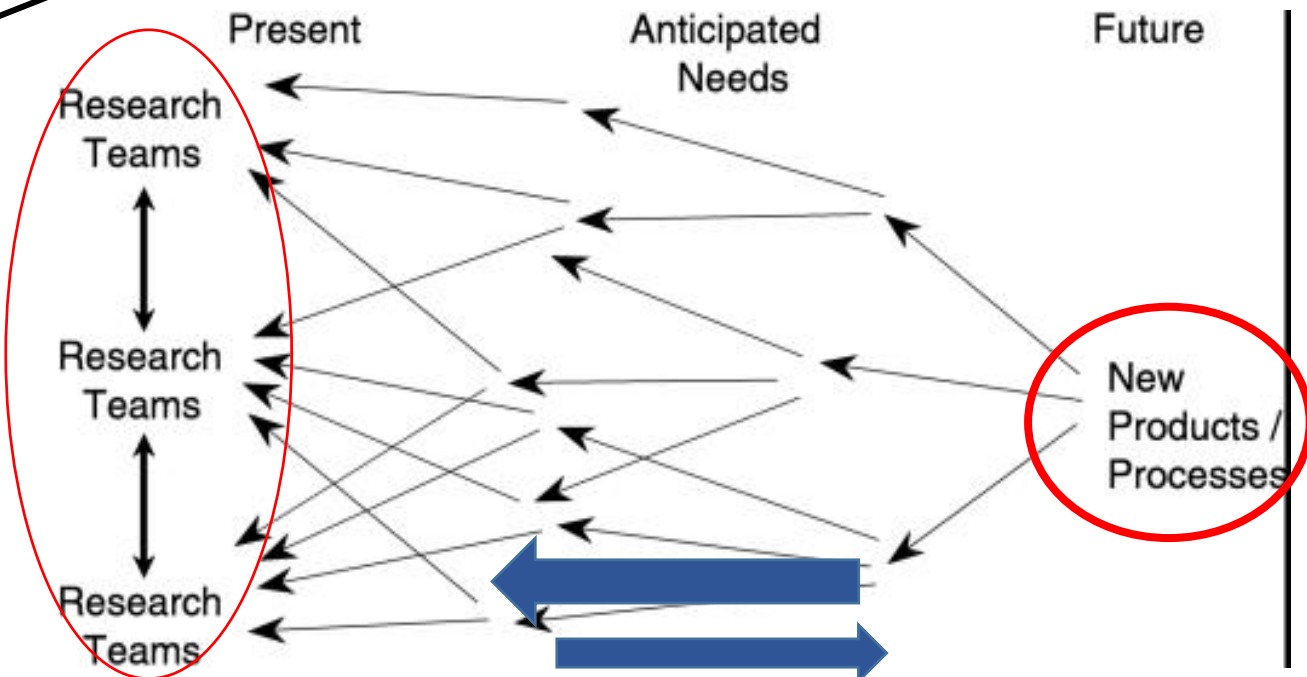 Present
Anticipated
Needs
Future
Research
Teams
Research
Teams
New
Products /
Processes
Research
Teams